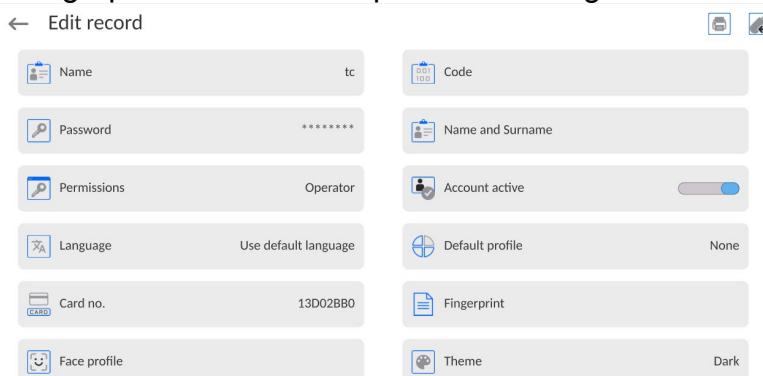 Edit record
Name tc
Code
Password ********
Name and Surname
Permissions Operator
Account active
Language Use default language
Default profile None
Card no. 13D02BB0
CARD
Fingerprint
Face profile
Theme Dark